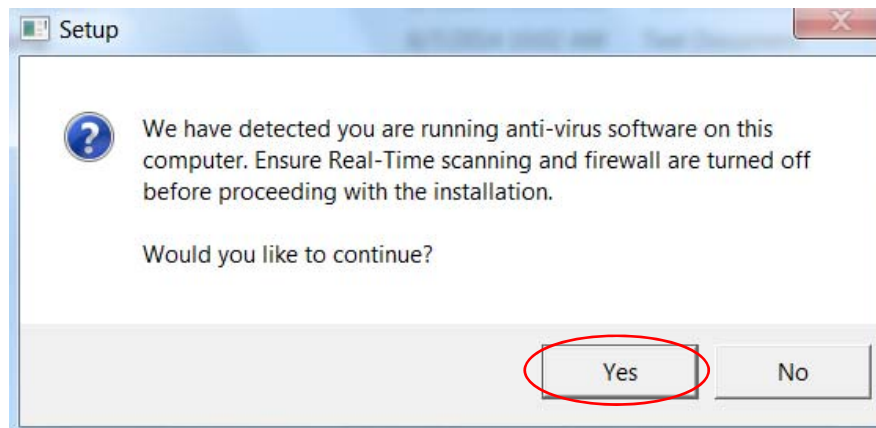 Setup
We have detected you are running anti-virus software on this
computer. Ensure Real-Time scanning and firewall are turned off
before proceeding with the installation.
Would you like to continue?
Yes
No